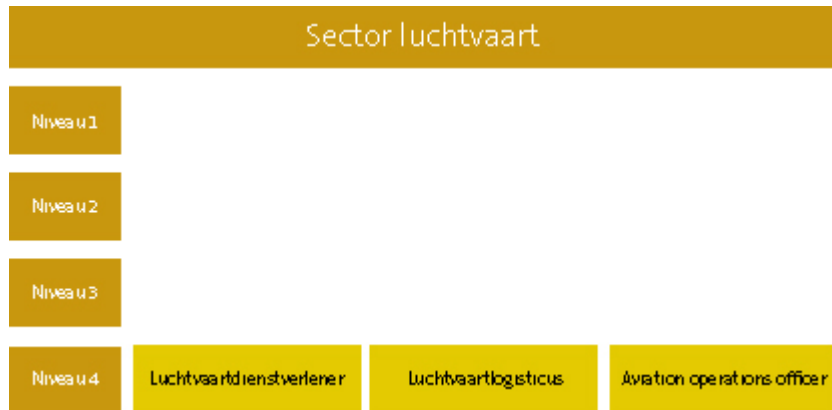 Sector luchtvaart
Niveau 1
Niveau 2
Niveau 3
Niveau 4
Luchtvaartdienstverlener
Luchtvaartlogisticus
Aviation operations officer